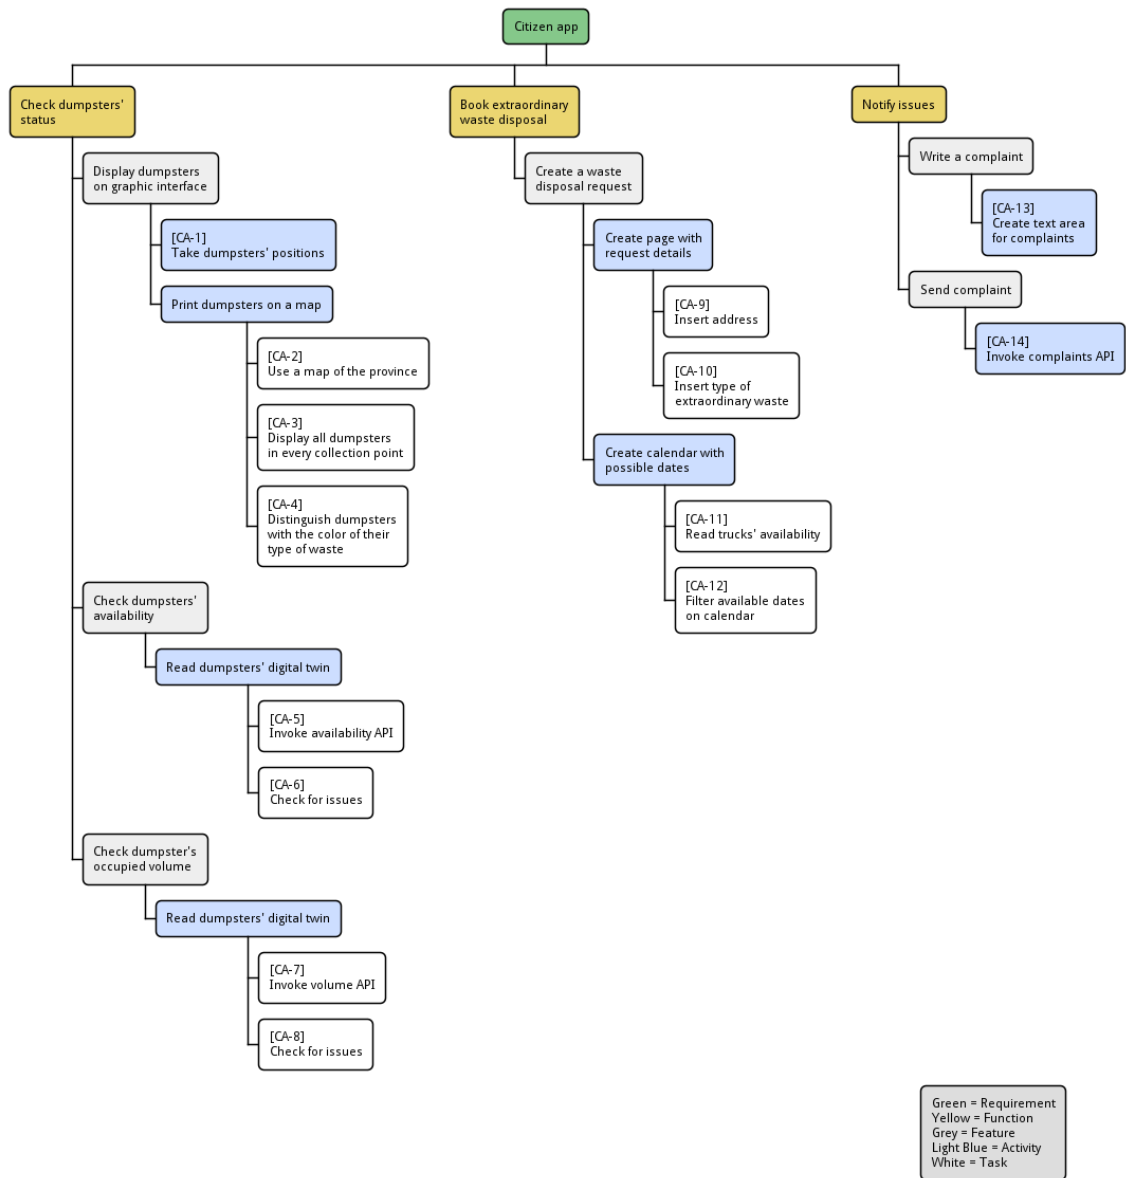 Citizen app
Check dumpsters'
status
Display dumpsters
on graphic interface
[CA-1]
Take dumpsters' positions
Print dumpsters on a map
[CA-2]
Use a map of the province
[CA-3]
Display all dumpsters
in every collection point
[CA-4]
Distinguish dumpsters
with the color of their
type of waste
Check dumpsters'
availability
Read dumpsters' digital twin
[CA-5]
Invoke availability API
[CA-6]
Check for issues
Check dumpster's
occupied volume
Read dumpsters' digital twin
[CA-7]
Invoke volume API
[CA-8]
Check for issues
Book extraordinary
waste disposal
Create a waste
disposal request
Create page with
request details
[CA-9]
Insert address
[CA-10]
Insert type of
extraordinary waste
Create calendar with
possible dates
[CA-11]
Read trucks' availability
[CA-12]
Filter available dates
on calendar
Notify issues
Write a complaint
[CA-13]
Create text area
for complaints
Send complaint
[CA-14]
Invoke complaints API
Green = Requirement
Yellow = Function
Grey = Feature
Light Blue = Activity
White = Task